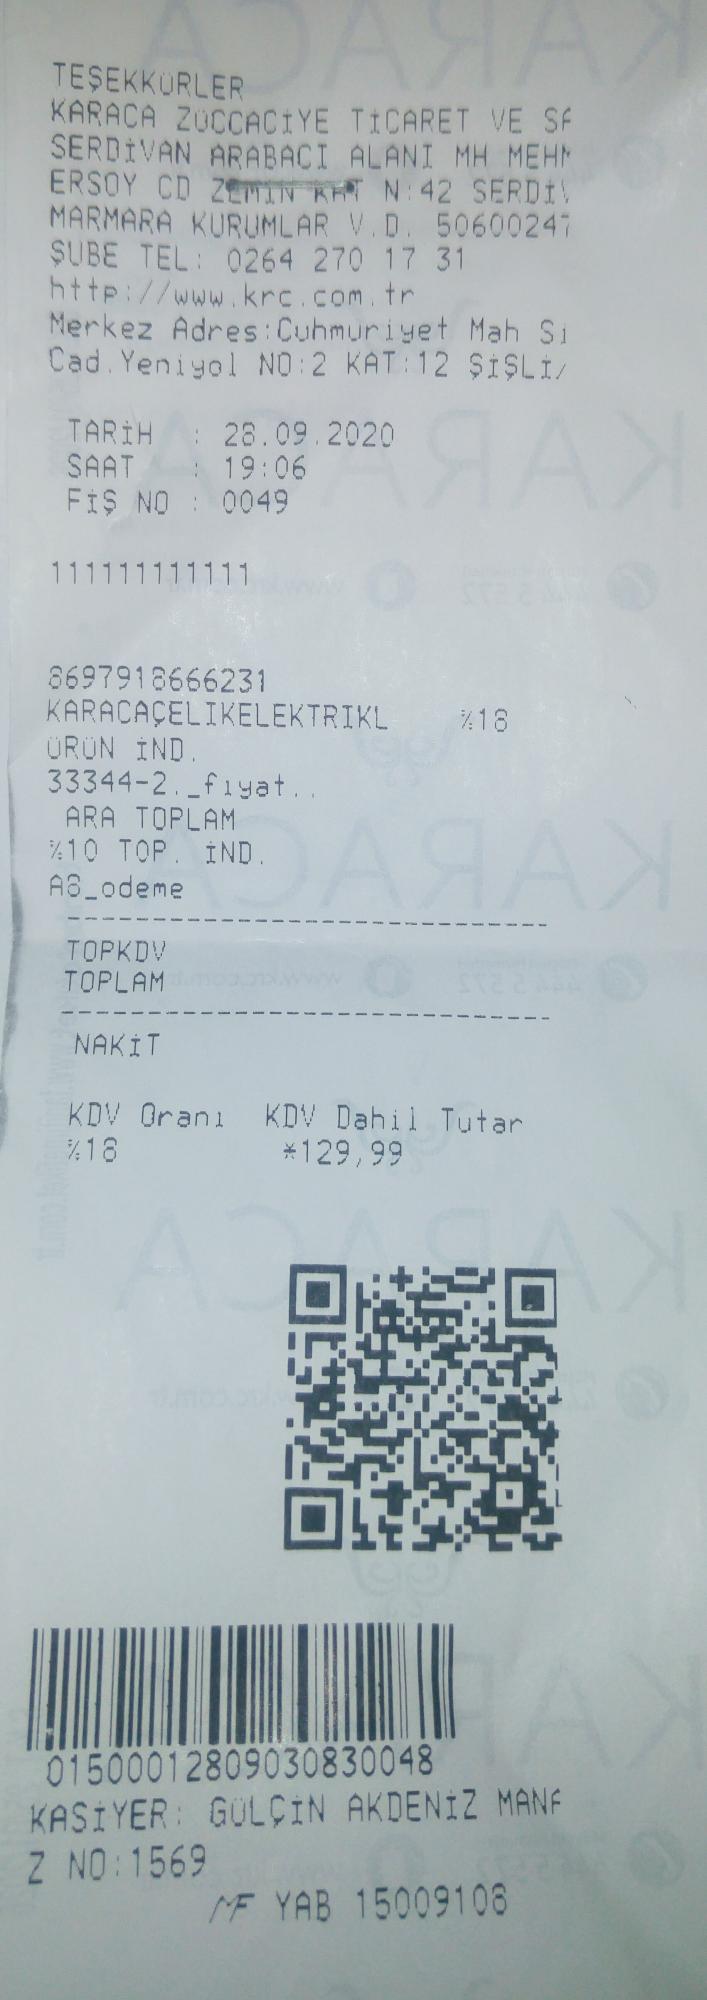 TEŞEKKÜRLER
KARACA ZÜCCACİYE TİCARET VE SA
SERDİVAN ARABACI ALANI MH MEHM
ERSOY CD ZEMİN KAT N:42 SERDİV
MARMARA KURUMLAR V.D. 50600247
ŞUBE TEL: 0264 270 17 31
http://www.krc.com.tr
Merkez Adres:Cuhmuriyet Mah Si
Cad.Yeniyol NO:2 KAT:12 ŞİŞLİ/
TARİH : 28.09.2020
SAAT : 19:06
FİŞ NO : 0049
111111111111
8697918666231
KARACAÇELIKELEKTRIKL %18
ÜRÜN İND.
33344-2._fıyat..
ARA TOPLAM
%10 TOP. İND.
A8_odeme
------------------------------
TOPKDV
TOPLAM
------------------------------
NAKİT
KDV Oranı KDV Dahil Tutar
%18 *129,99
01500012809030830048
KASİYER: GÜLÇİN AKDENİZ MANA
Z NO:1569
MF YAB 15009108